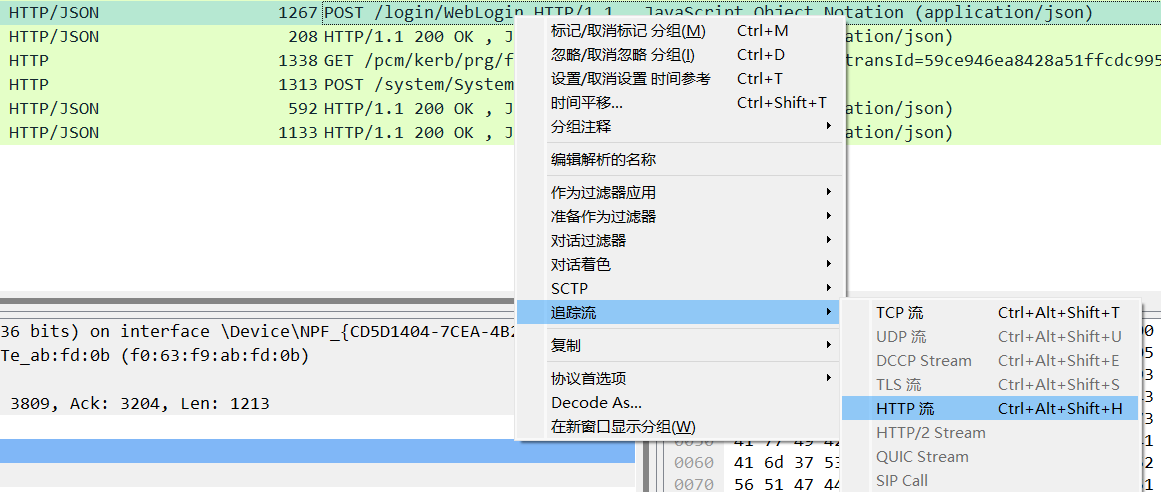 HTTP/JSON 1267 POST /login/WebLogin HTTP/1.1 , JavaScript Object Notation (application/json)
HTTP/JSON 208 HTTP/1.1 200 OK , J ation/json)
HTTP 1338 GET /pcm/kerb/prg/f transId=59ce946ea8428a51ffcdc995
HTTP 1313 POST /system/System ation/json)
HTTP/JSON 592 HTTP/1.1 200 OK , J ation/json)
HTTP/JSON 1133 HTTP/1.1 200 OK , J ation/json)
标记/取消标记 分组(M) Ctrl+M
忽略/取消忽略 分组(I) Ctrl+D
设置/取消设置 时间参考 Ctrl+T
时间平移... Ctrl+Shift+T
分组注释
编辑解析的名称
作为过滤器应用
准备作为过滤器
对话过滤器
对话着色
SCTP
追踪流
复制
协议首选项
Decode As...
在新窗口显示分组(W)
TCP 流 Ctrl+Alt+Shift+T
UDP 流 Ctrl+Alt+Shift+U
DCCP Stream Ctrl+Alt+Shift+E
TLS 流 Ctrl+Alt+Shift+S
HTTP 流 Ctrl+Alt+Shift+H
HTTP/2 Stream
QUIC Stream
SIP Call
36 bits) on interface \Device\NPF_{CD5D1404-7CEA-4B2
Te_ab:fd:0b (f0:63:f9:ab:fd:0b)
3809, Ack: 3204, Len: 1213
0060 41 6d 37 53
0070 56 51 47 44